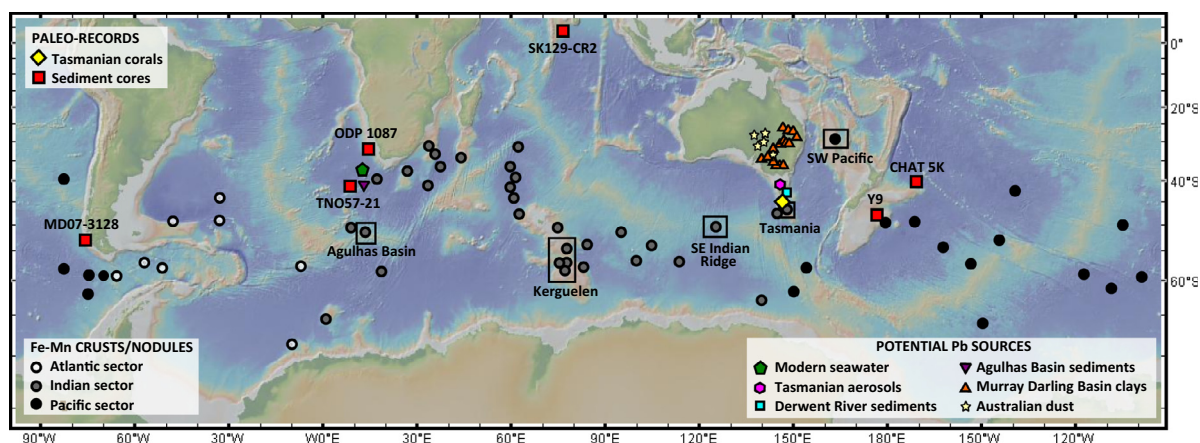 PALEO-RECORDS
Tasmanian corals
Sediment cores
SK129-CR2
0°
20°S
ODP 1087
SW Pacific
CHAT 5K
40°S
TNO57-21
Y9
MD07-3128
Tasmania
Agulhas Basin
SE Indian
Ridge
Kerguelen
60°S
Fe-Mn CRUSTS/NODULES
Atlantic sector
Indian sector
Pacific sector
POTENTIAL Pb SOURCES
Modern seawater
Agulhas Basin sediments
Tasmanian aerosols
Murray Darling Basin clays
Derwent River sediments
Australian dust
90°W 60°W 30°W 00°E 30°E 60°E 90°E 120°E 150°E 180°E 150°W 120°W